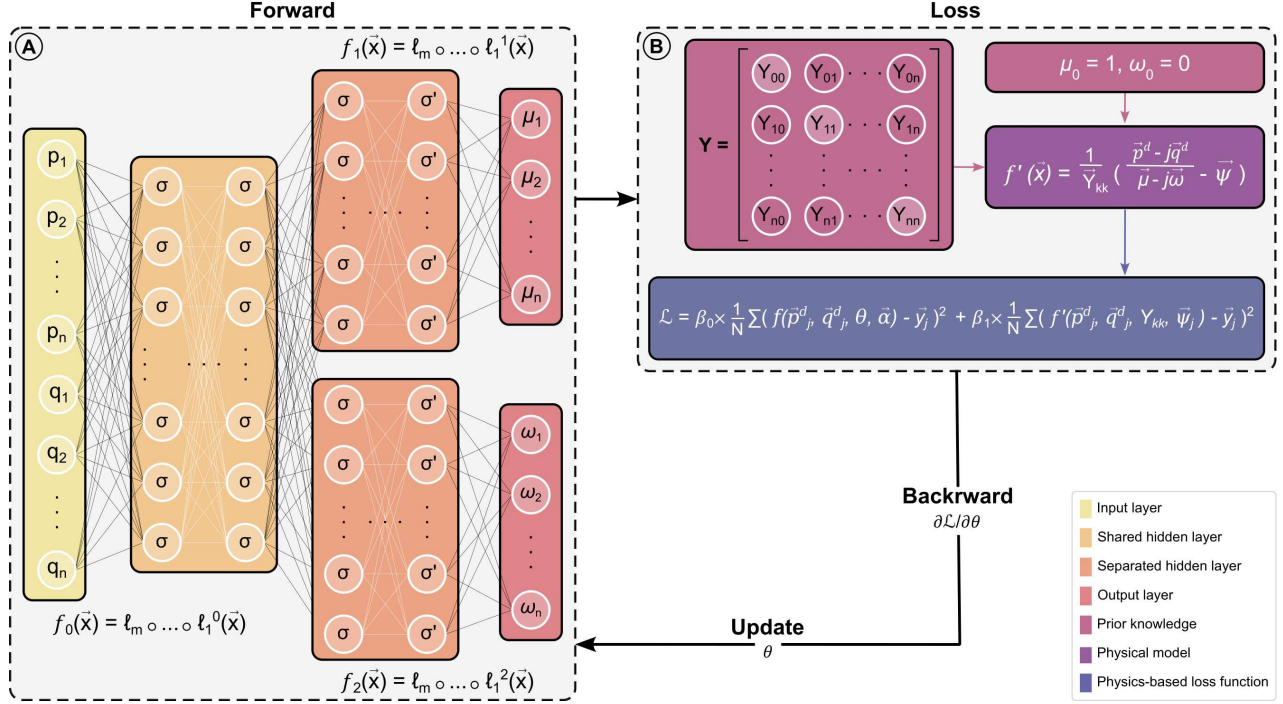 Forward
A
f₁(x⃗) = ℓₘ ∘ ... ∘ ℓ₁¹(x⃗)
p₁
p₂
.
.
.
pₙ
q₁
q₂
.
.
.
qₙ
σ σ
σ σ
σ σ
. . .
σ σ
σ σ
σ σ
f₀(x⃗) = ℓₘ ∘ ... ∘ ℓ₁⁰(x⃗)
σ σ'
σ σ'
. . .
σ σ'
σ σ'
μ₁
μ₂
.
.
.
μₙ
σ σ'
σ σ'
. . .
σ σ'
σ σ'
ω₁
ω₂
.
.
.
ωₙ
f₂(x⃗) = ℓₘ ∘ ... ∘ ℓ₁²(x⃗)
Loss
B
Y =
Y₀₀ Y₀₁ · · · Y₀ₙ
Y₁₀ Y₁₁ · · · Y₁ₙ
⋮ ⋮ ⋮
Yₙ₀ Yₙ₁ · · · Yₙₙ
μ₀ = 1, ω₀ = 0
f'(x⃗) = 1/Y⃗ₖₖ ( (p⃗ᵈ - jq⃗ᵈ)/(μ⃗ - jω⃗) - ψ⃗ )
ℒ = β₀ × 1/N ∑( f(p⃗ᵈⱼ, q⃗ᵈⱼ, θ, α⃗) - y⃗ⱼ )² + β₁ × 1/N ∑( f'(p⃗ᵈⱼ, q⃗ᵈⱼ, Yₖₖ, ψ⃗ⱼ ) - y⃗ⱼ )²
Backrward
∂ℒ/∂θ
Update
θ
Input layer
Shared hidden layer
Separated hidden layer
Output layer
Prior knowledge
Physical model
Physics-based loss function